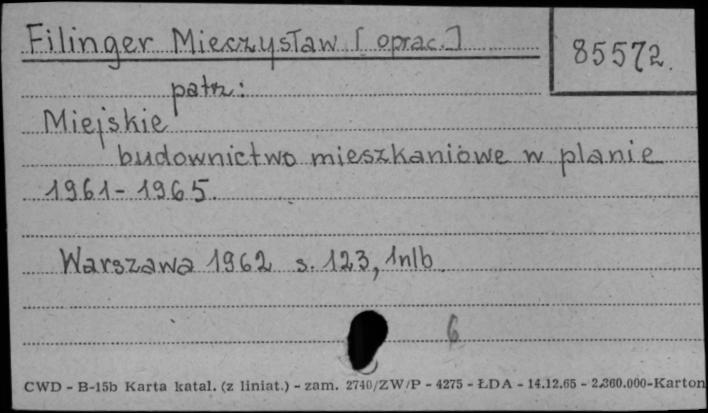 Filinger Mieczysław [oprac.]
85572.
patrz:
Miejskie
budownictwo mieszkaniowe w planie
1961-1965.
Warszawa 1962 s. 123, 1nlb.
6
CWD - B-15b Karta katal. (z liniat.) - zam. 2740/ZW/P - 4275 - ŁDA - 14.12.65 - 2.360.000-Karton